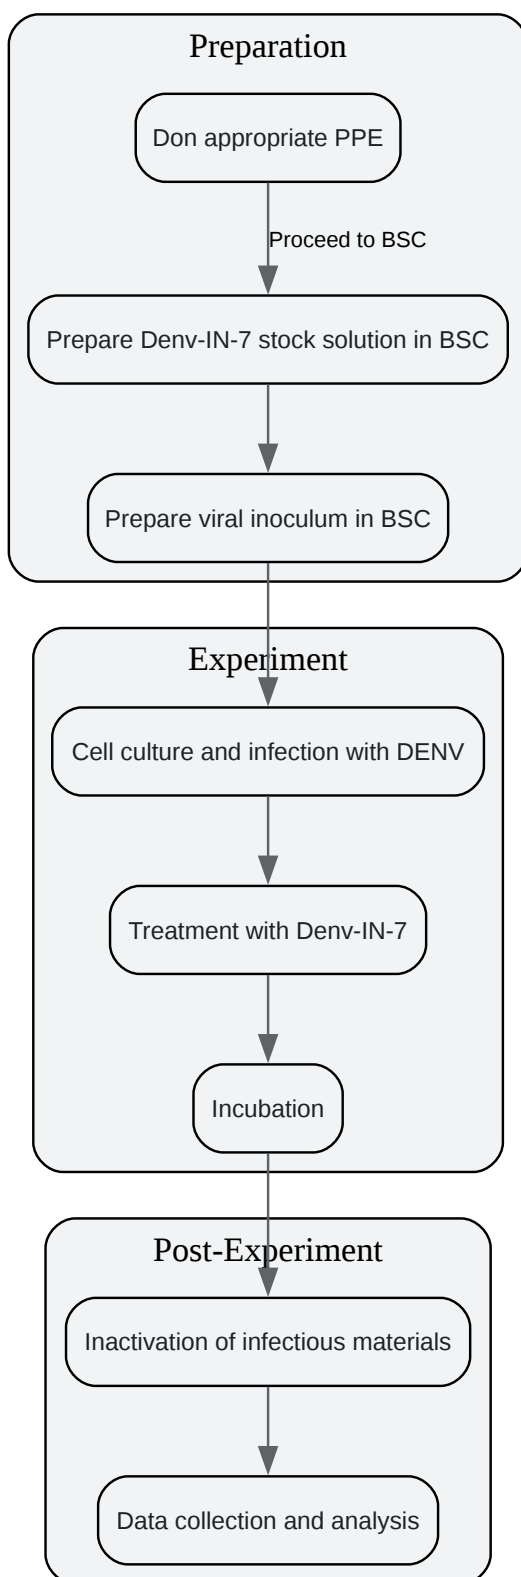 Preparation
Don appropriate PPE
Proceed to BSC
Prepare Denv-IN-7 stock solution in BSC
Prepare viral inoculum in BSC
Experiment
Cell culture and infection with DENV
Treatment with Denv-IN-7
Incubation
Post-Experiment
Inactivation of infectious materials
Data collection and analysis